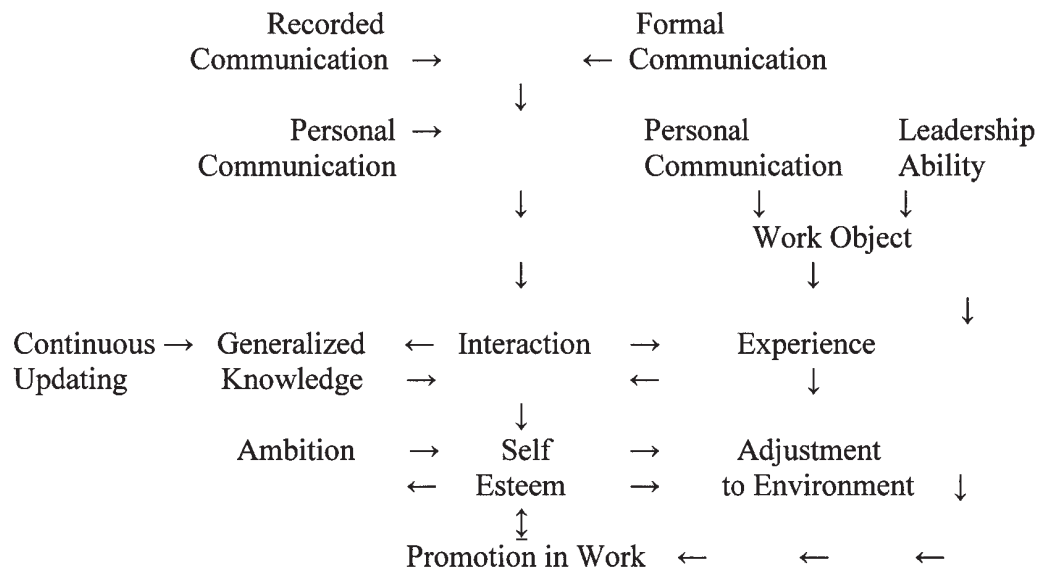 Recorded Formal
Communication → ← Communication
↓
Personal → Personal Leadership
Communication Communication Ability
↓ ↓ ↓
Work Object
↓ ↓
↓
Continuous → Generalized ← Interaction → Experience
Updating Knowledge → ← ↓
↓
Ambition → Self → Adjustment
← Esteem → to Environment ↓
↕
Promotion in Work ← ← ←